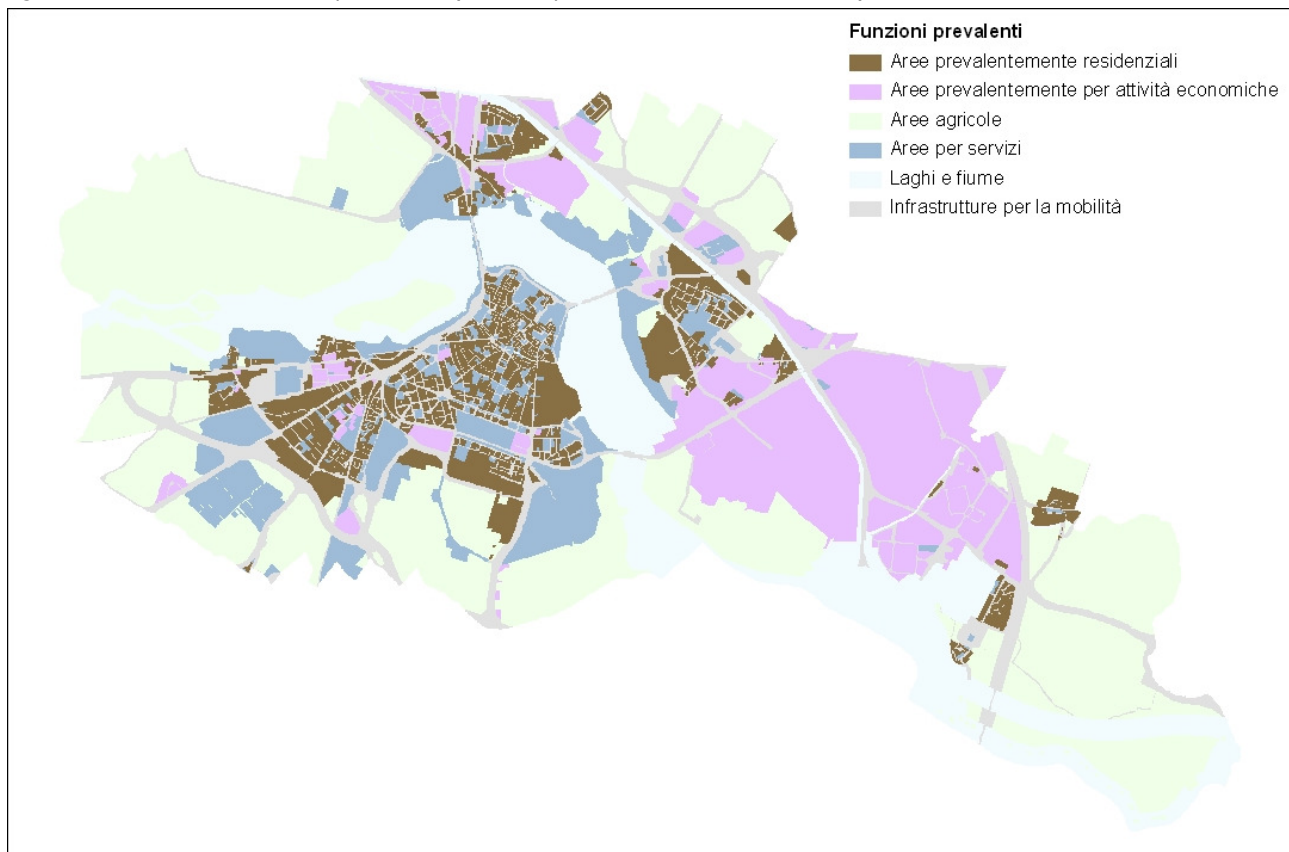 Funzioni prevalenti
Aree prevalentemente residenziali
Aree prevalentemente per attività economiche
Aree agricole
Aree per servizi
Laghi e fiume
Infrastrutture per la mobilità